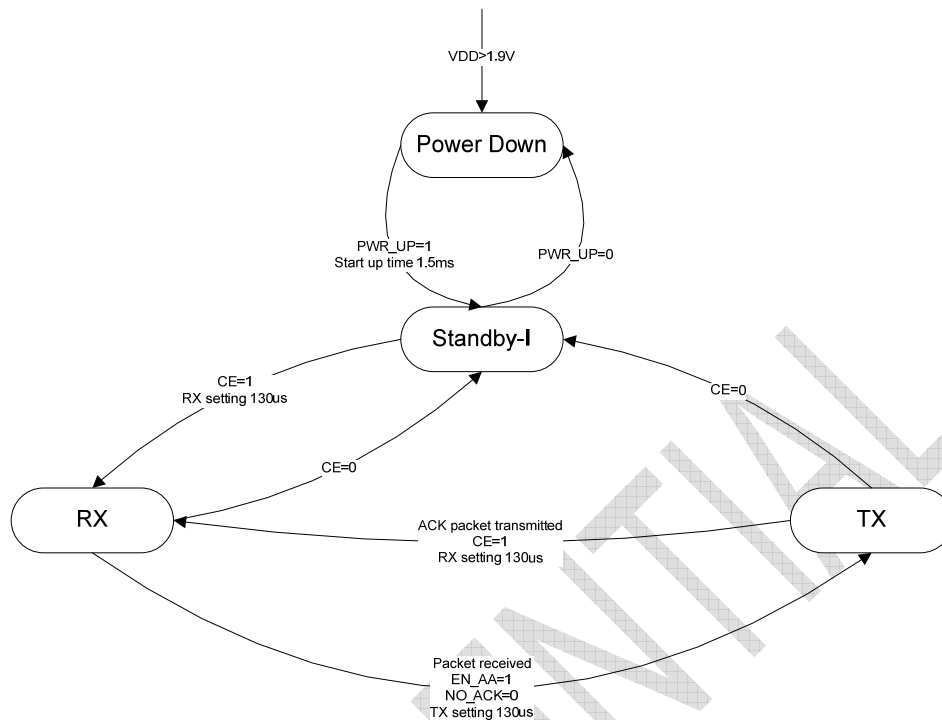 VDD>1.9V
Power Down
PWR_UP=1
Start up time 1.5ms
PWR_UP=0
Standby-I
CE=1
RX setting 130us
CE=0
CE=0
RX
TX
ACK packet transmitted
CE=1
RX setting 130us
Packet received
EN_AA=1
NO_ACK=0
TX setting 130us
ENTIAL